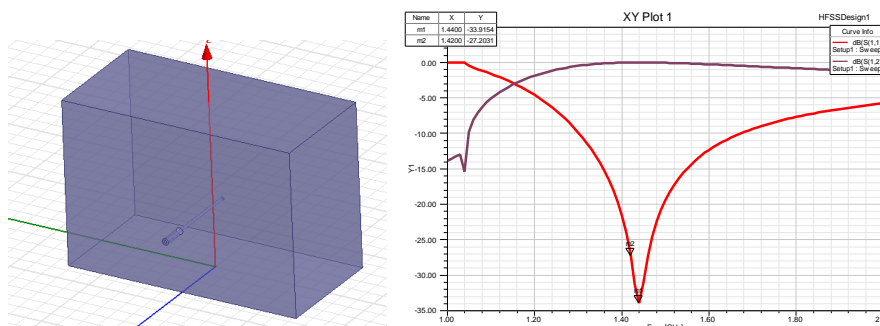 XY Plot 1
HFSSDesign1
Name X Y
m1 1.4400 -33.9154
m2 1.4200 -27.2031
Curve Info
dB(S(1,1
Setup1 : Sweep
dB(S(1,2
Setup1 : Sweep
0.00
-5.00
-10.00
-15.00
-20.00
-25.00
-30.00
-35.00
Y1
m2
1.00 1.20 1.40 1.60 1.80